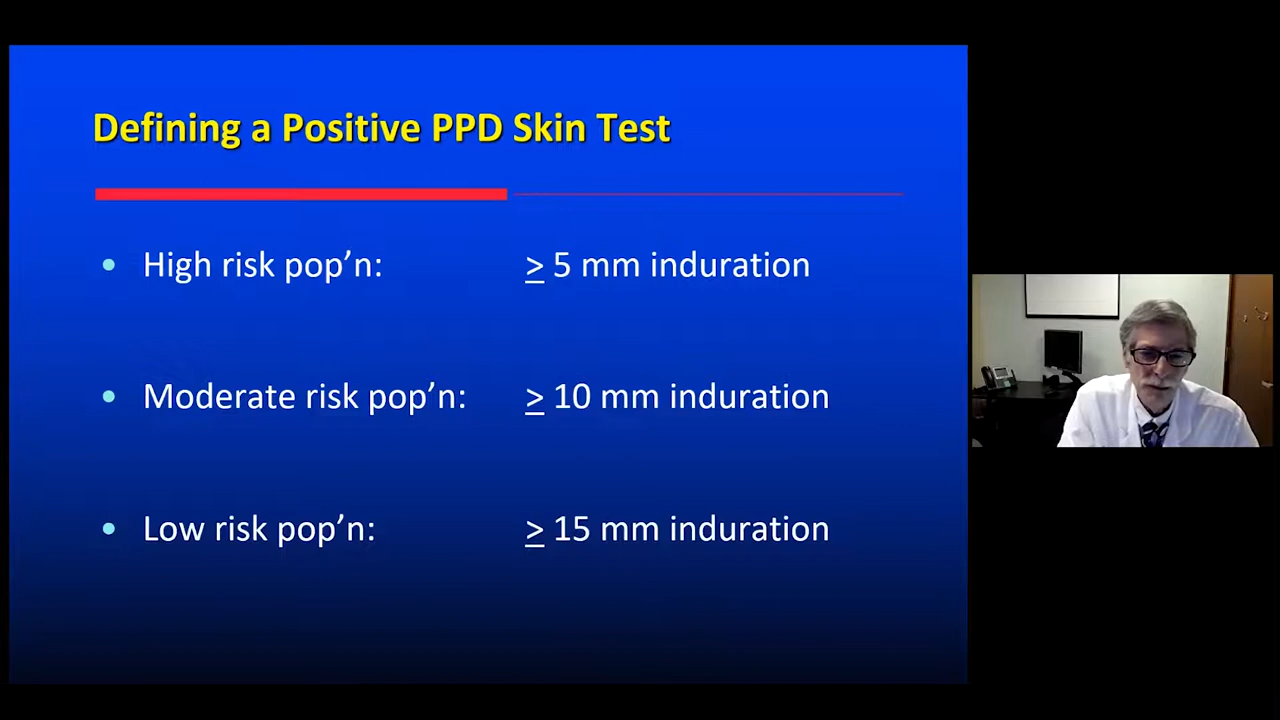 Defining a Positive PPD Skin Test
• High risk pop’n: ≥ 5 mm induration
• Moderate risk pop’n: ≥ 10 mm induration
• Low risk pop’n: ≥ 15 mm induration